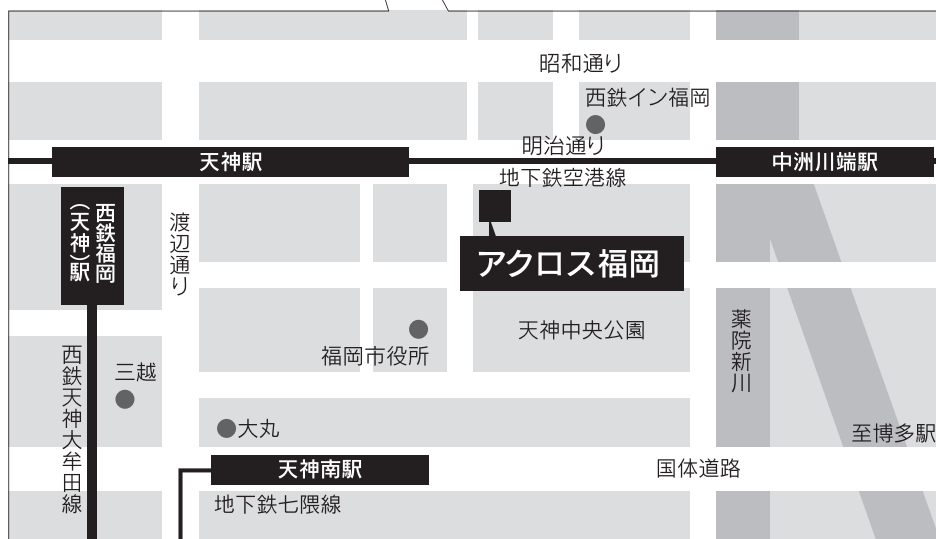 昭和通り
西鉄イン福岡
明治通り
天神駅
中洲川端駅
地下鉄空港線
西鉄福岡
（天神）駅
渡辺通り
アクロス福岡
天神中央公園
福岡市役所
薬院新川
西鉄天神大牟田線
三越
大丸
至博多駅
天神南駅
国体道路
地下鉄七隈線